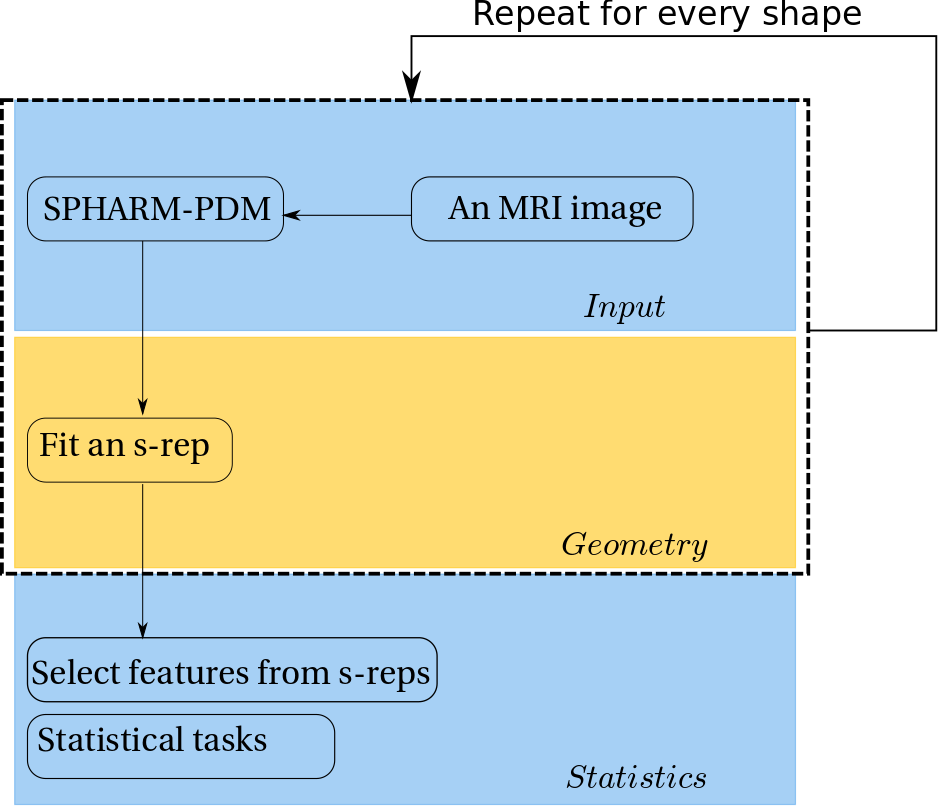 Repeat for every shape
SPHARM-PDM
An MRI image
Input
Fit an s-rep
Geometry
Select features from s-reps
Statistical tasks
Statistics